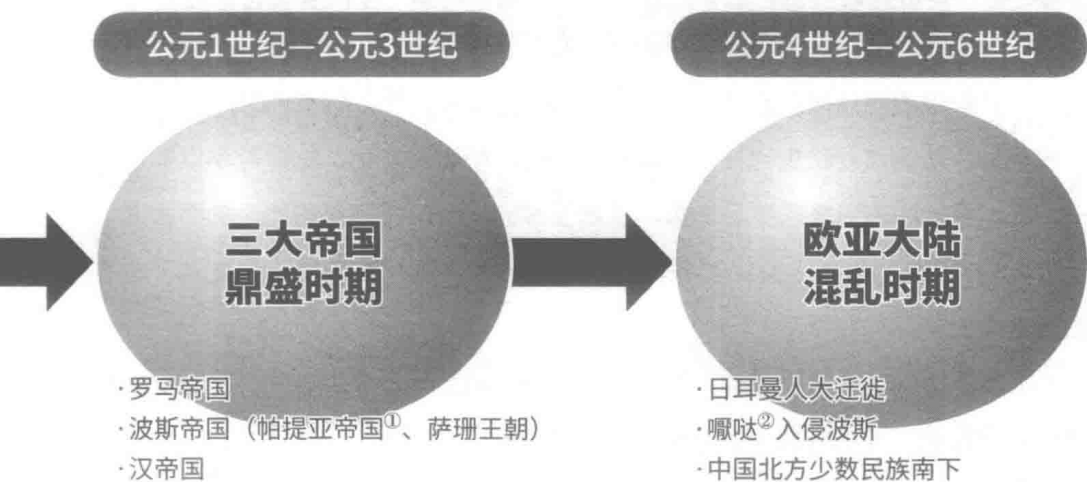 公元1世纪—公元3世纪
三大帝国
鼎盛时期
·罗马帝国
·波斯帝国（帕提亚帝国①、萨珊王朝）
·汉帝国
公元4世纪—公元6世纪
欧亚大陆
混乱时期
·日耳曼人大迁徙
·嚈哒②入侵波斯
·中国北方少数民族南下